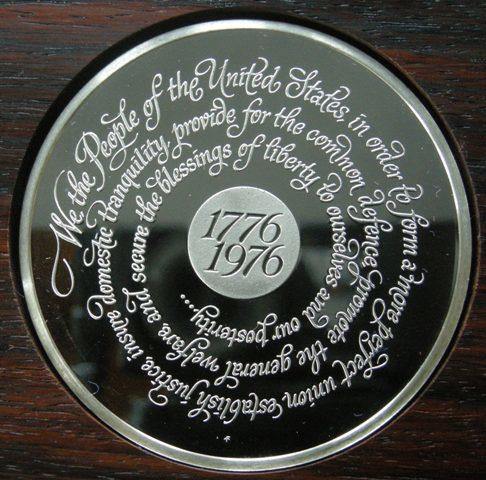 We, the People of the United States, in order to form a more perfect union, establish justice, insure domestic tranquility, provide for the common defence, promote the general welfare, and secure the blessings of liberty to ourselves and our posterity...
1776
1976